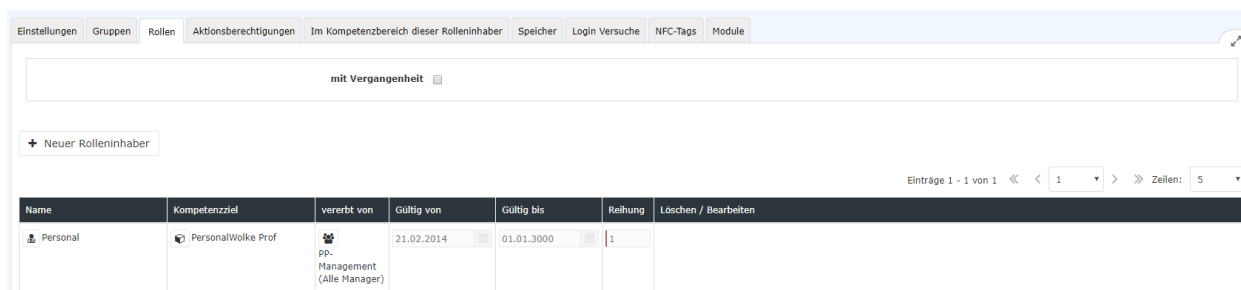 Einstellungen Gruppen Rollen Aktionsberechtigungen Im Kompetenzbereich dieser Rolleninhaber Speicher Login Versuche NFC-Tags Module
mit Vergangenheit
+ Neuer Rolleninhaber
Einträge 1 - 1 von 1 1 Zeilen: 5
Name Kompetenzziel vererbt von Gültig von Gültig bis Reihung Löschen / Bearbeiten
Personal PersonalWolke Prof 21.02.2014 01.01.3000 1
PP-
Management
(Alle Manager)